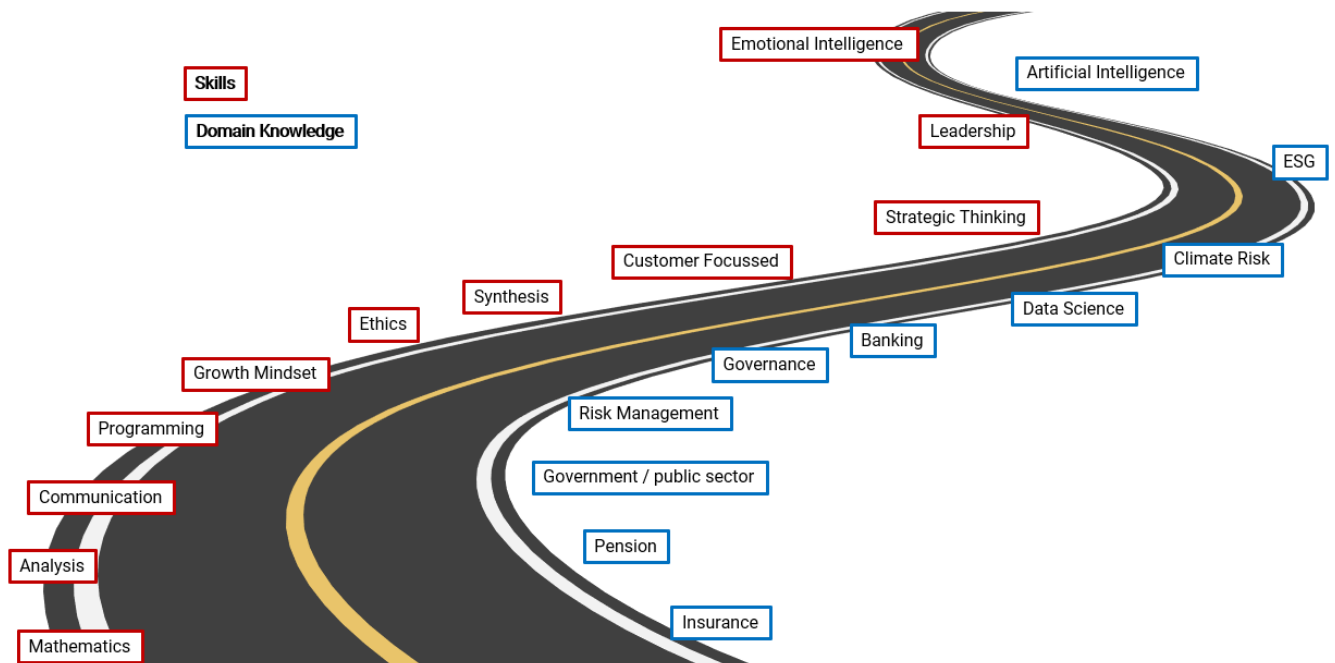 Emotional Intelligence
Artificial Intelligence
Skills
Domain Knowledge
Leadership
ESG
Strategic Thinking
Customer Focussed
Climate Risk
Synthesis
Data Science
Ethics
Banking
Governance
Growth Mindset
Risk Management
Programming
Government / public sector
Communication
Pension
Analysis
Insurance
Mathematics